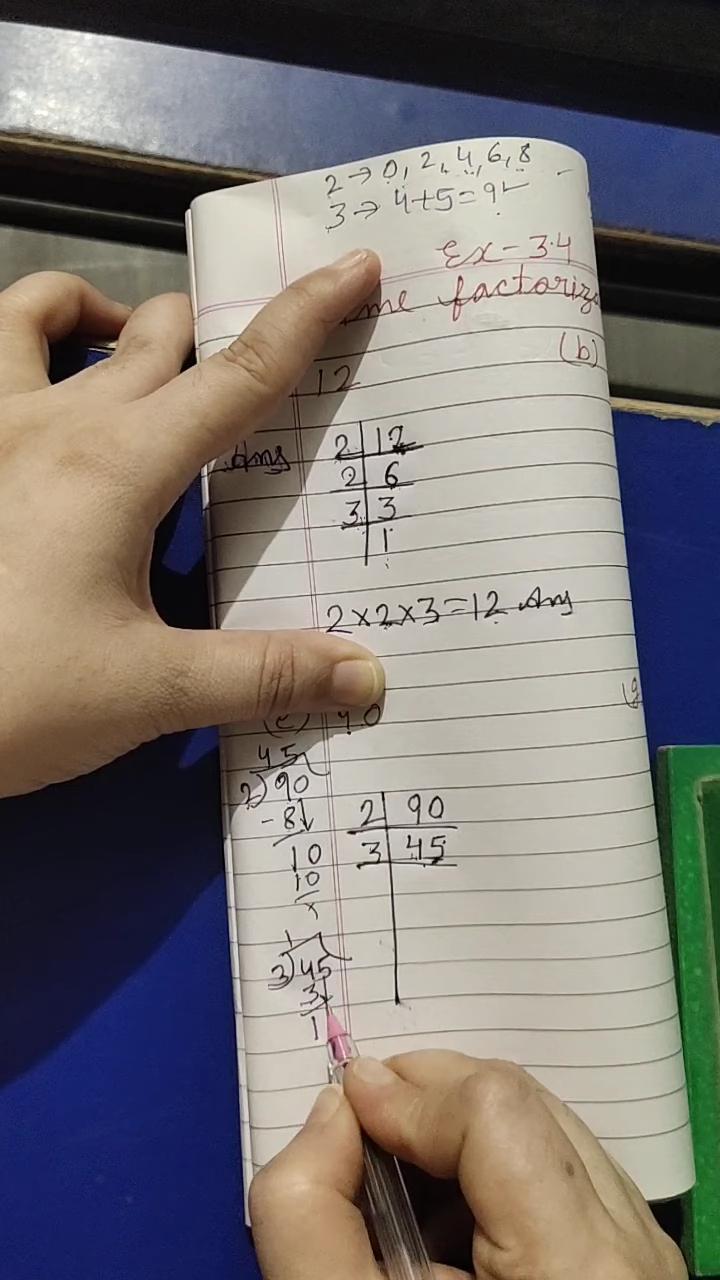 2 → 0, 2, 4, 6, 8
3 → 4+5=9
Ex - 3.4
factoriz
(b)
12
Ans
2 | 12
2 | 6
3 | 3
1
2×2×3=12 Ans
(e) 90
45
2) 90
-8↓
10
10
×
2 | 90
3 | 45
1
3) 45
3
1